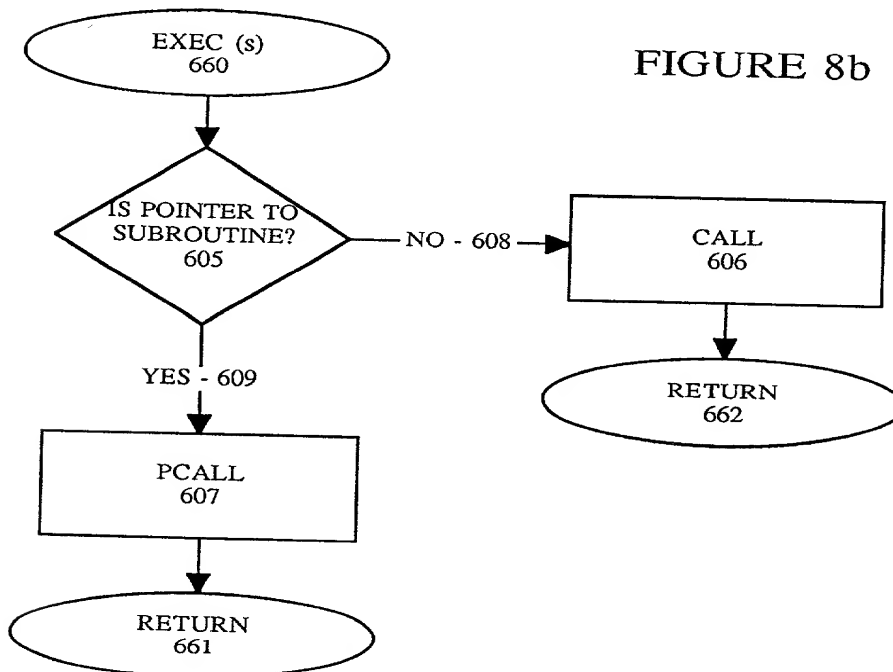 EXEC (s)
660
FIGURE 8b
IS POINTER TO
SUBROUTINE?
605
NO - 608
CALL
606
YES - 609
RETURN
662
PCALL
607
RETURN
661